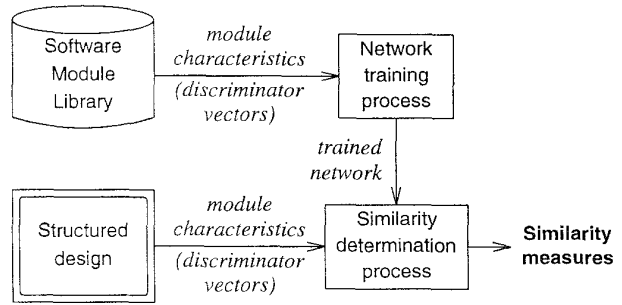 Software
Module
Library
module
characteristics
(discriminator
vectors)
Network
training
process
trained
network
Structured
design
module
characteristics
(discriminator
vectors)
Similarity
determination
process
Similarity
measures